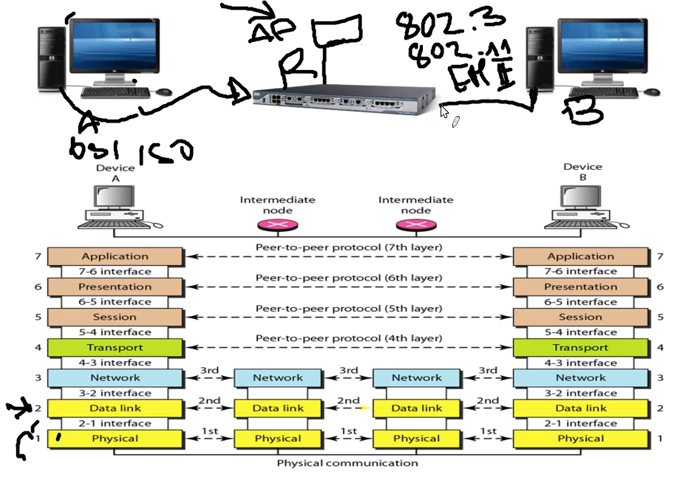 AP
802.3
802.11
Eth II
R
A
B
OSI ISO
Device
A
Device
B
Intermediate
node
Intermediate
node
Peer-to-peer protocol (7th layer)
7 Application Application 7
7-6 interface 7-6 interface
Peer-to-peer protocol (6th layer)
6 Presentation Presentation 6
6-5 interface 6-5 interface
Peer-to-peer protocol (5th layer)
5 Session Session 5
5-4 interface 5-4 interface
Peer-to-peer protocol (4th layer)
4 Transport Transport 4
4-3 interface 4-3 interface
3rd 3rd 3rd
3 Network Network Network Network 3
3-2 interface 3-2 interface
2nd 2nd 2nd
2 Data link Data link Data link Data link 2
2-1 interface 2-1 interface
1st 1st 1st
1 Physical Physical Physical Physical 1
Physical communication